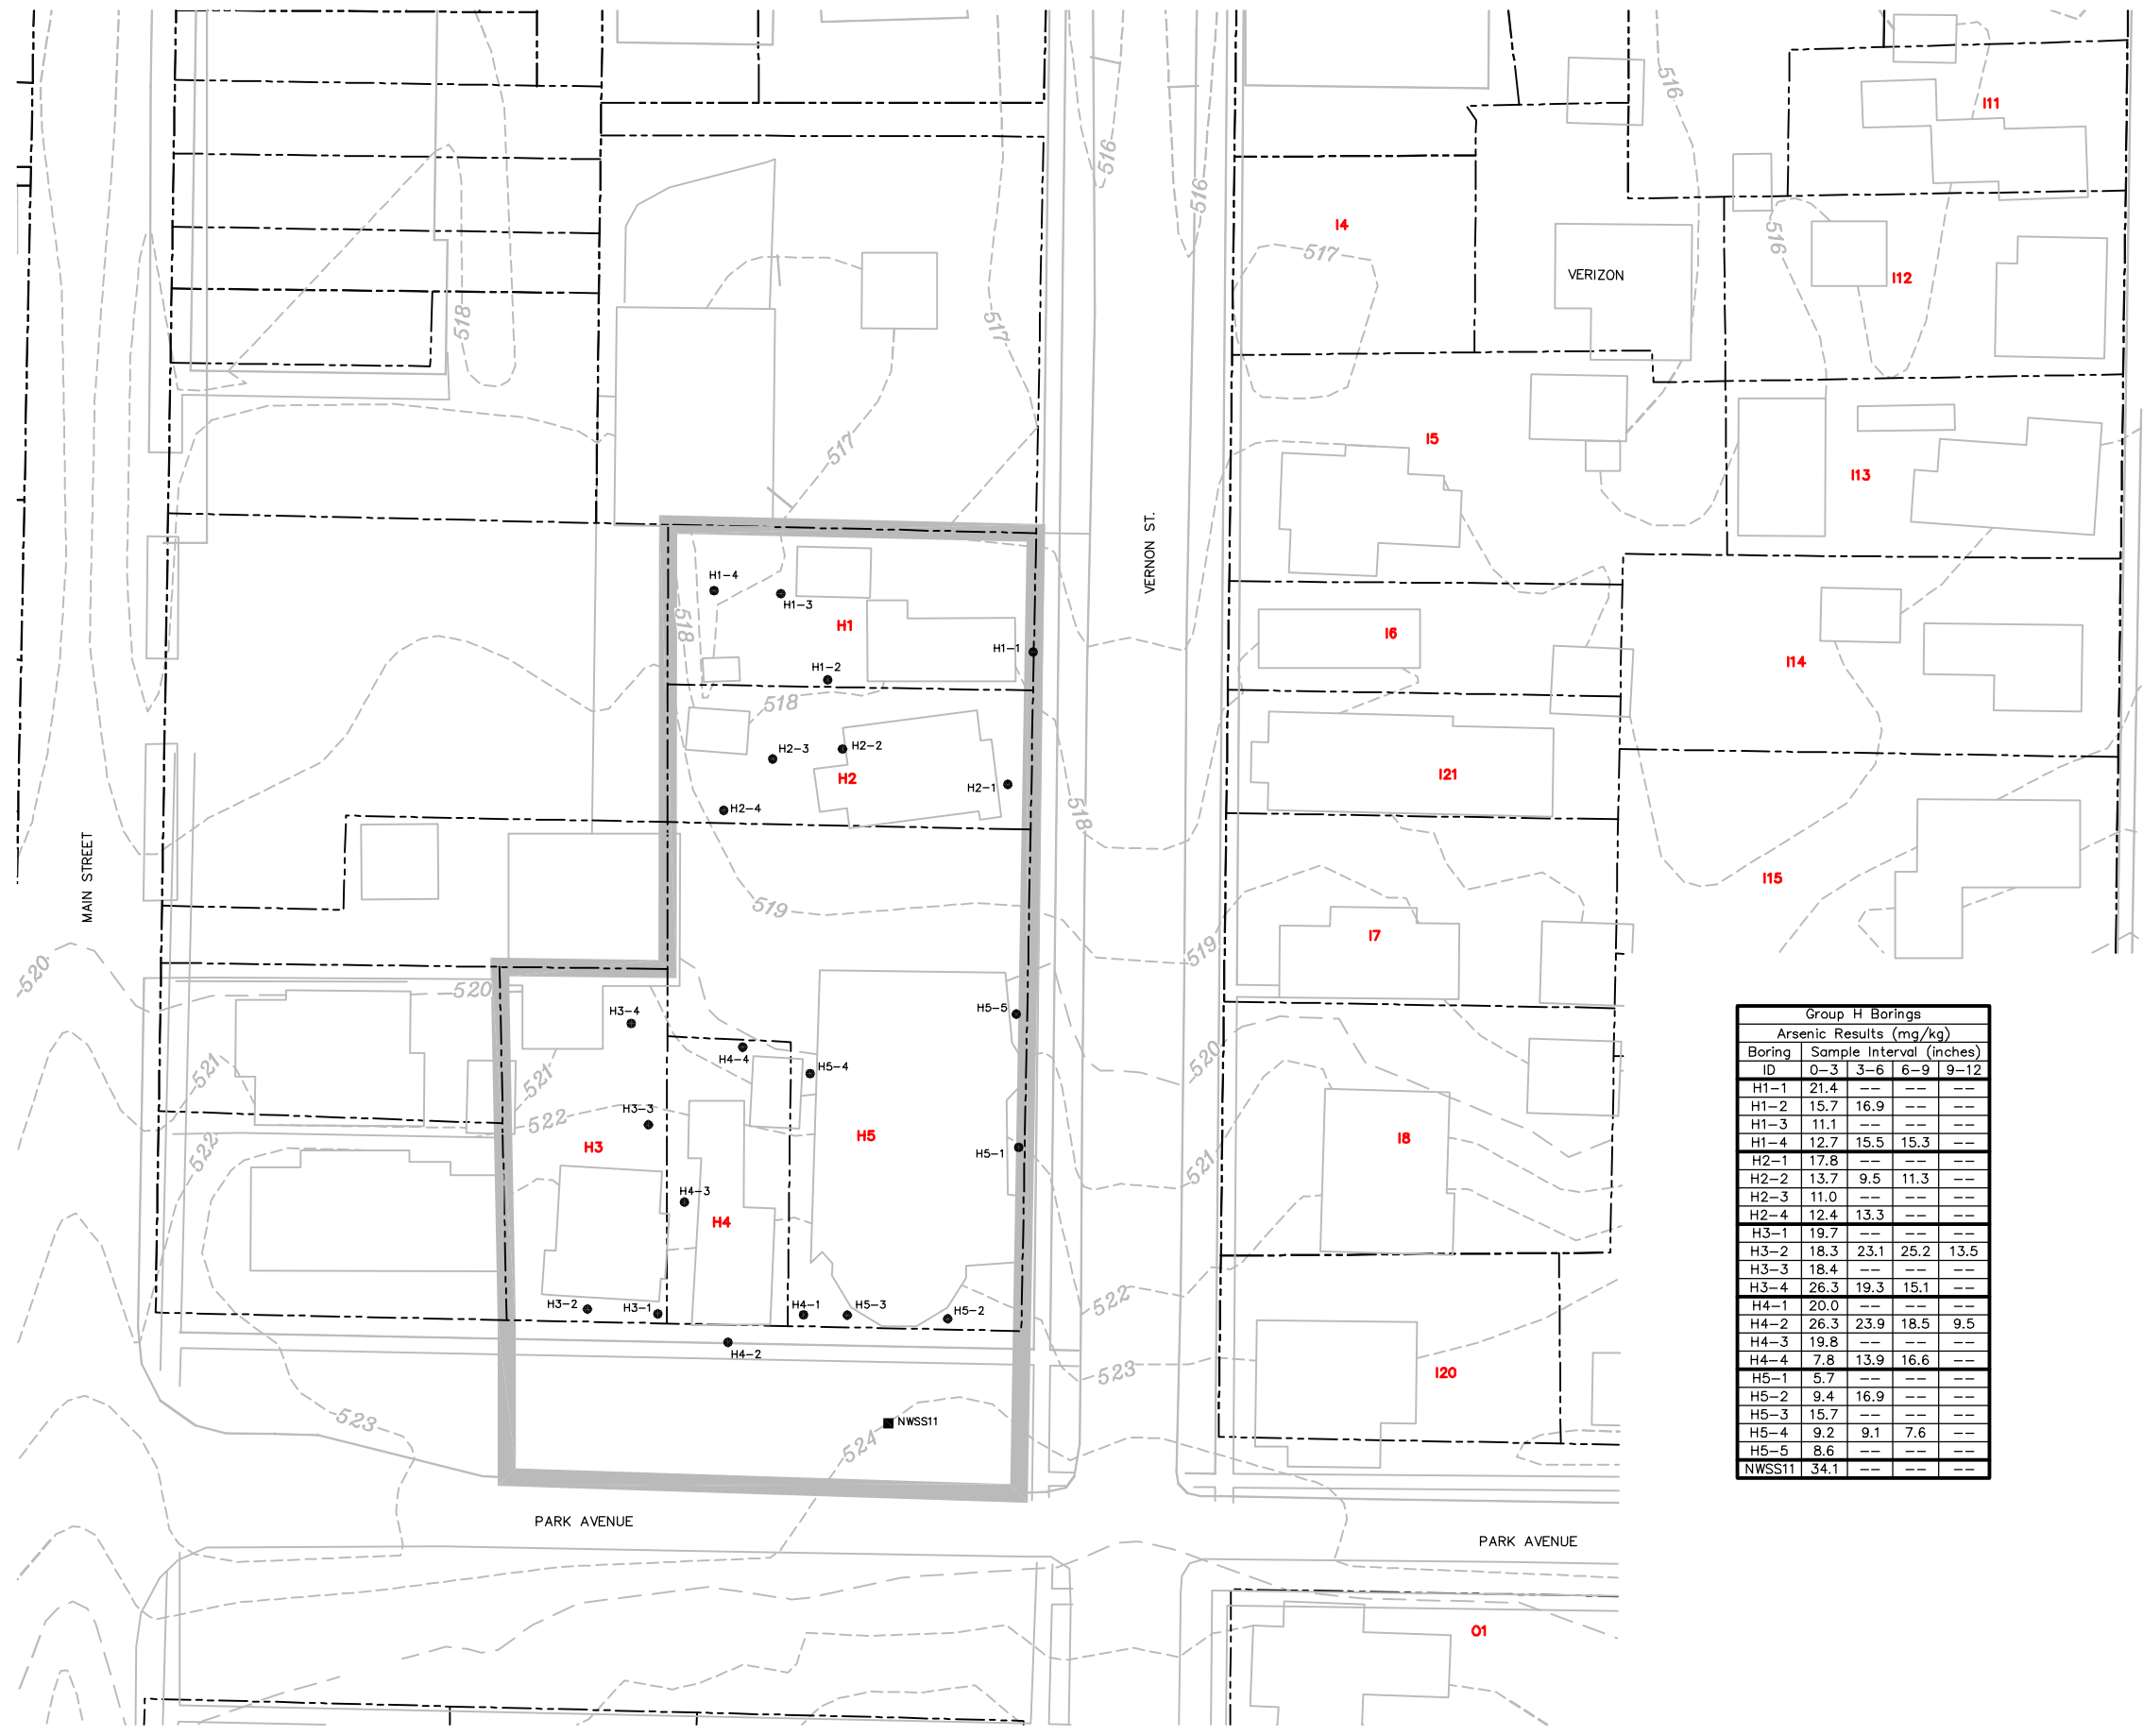 516
516
I11
516
I4
517
516
VERIZON
I12
518
517
517
I5
I13
VERNON ST.
H1-4
H1-3
518
H1
I6
H1-1
I14
H1-2
518
H2-2
H2-3
H2
I21
H2-1
H2-4
518
MAIN STREET
I15
519
I7
519
520
520
H3-4
H5-5
H4-4
520
521
521
H5-4
H3-3
522
H3
H5
I8
H5-1
522
521
H4-3
H4
H3-2
H3-1
H4-1
H5-3
H5-2
522
H4-2
523
I20
523
NWSS11
524
PARK AVENUE
PARK AVENUE
O1
Group H Borings
Arsenic Results (mg/kg)
Boring Sample Interval (inches)
ID 0-3 3-6 6-9 9-12
H1-1 21.4 -- -- --
H1-2 15.7 16.9 -- --
H1-3 11.1 -- -- --
H1-4 12.7 15.5 15.3 --
H2-1 17.8 -- -- --
H2-2 13.7 9.5 11.3 --
H2-3 11.0 -- -- --
H2-4 12.4 13.3 -- --
H3-1 19.7 -- -- --
H3-2 18.3 23.1 25.2 13.5
H3-3 18.4 -- -- --
H3-4 26.3 19.3 15.1 --
H4-1 20.0 -- -- --
H4-2 26.3 23.9 18.5 9.5
H4-3 19.8 -- -- --
H4-4 7.8 13.9 16.6 --
H5-1 5.7 -- -- --
H5-2 9.4 16.9 -- --
H5-3 15.7 -- -- --
H5-4 9.2 9.1 7.6 --
H5-5 8.6 -- -- --
NWSS11 34.1 -- -- --